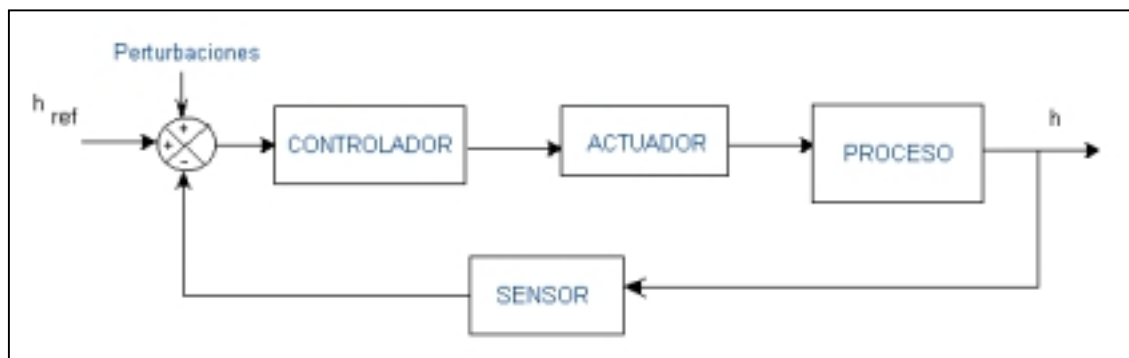 Perturbaciones
h ref
+
+
-
CONTROLADOR
ACTUADOR
PROCESO
h
SENSOR